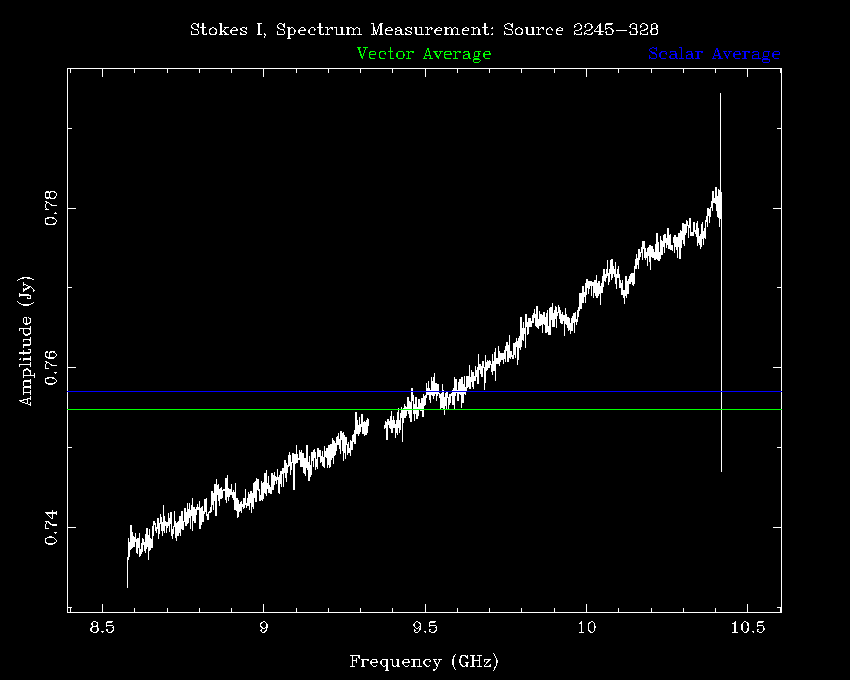 Stokes I, Spectrum Measurement: Source 2245−328
Vector Average Scalar Average
0.78
0.76
0.74
Amplitude (Jy)
8.5 9 9.5 10 10.5
Frequency (GHz)